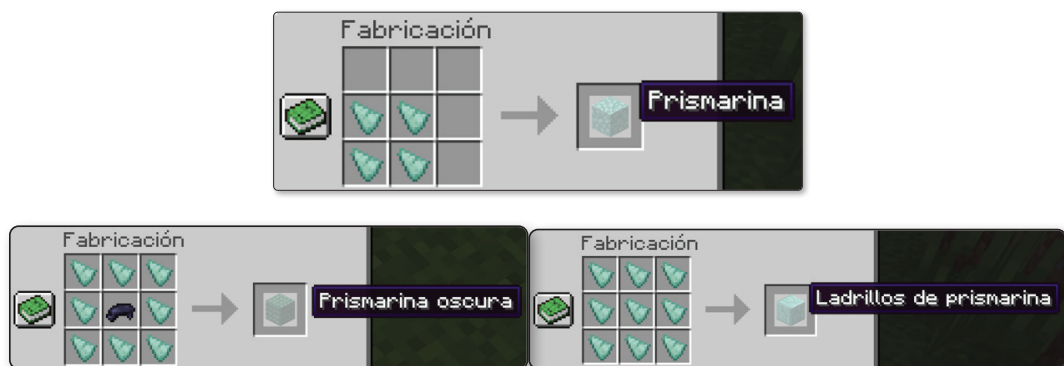 Fabricación
Prismarina
Fabricación
Prismarina oscura
Fabricación
Ladrillos de prismarina